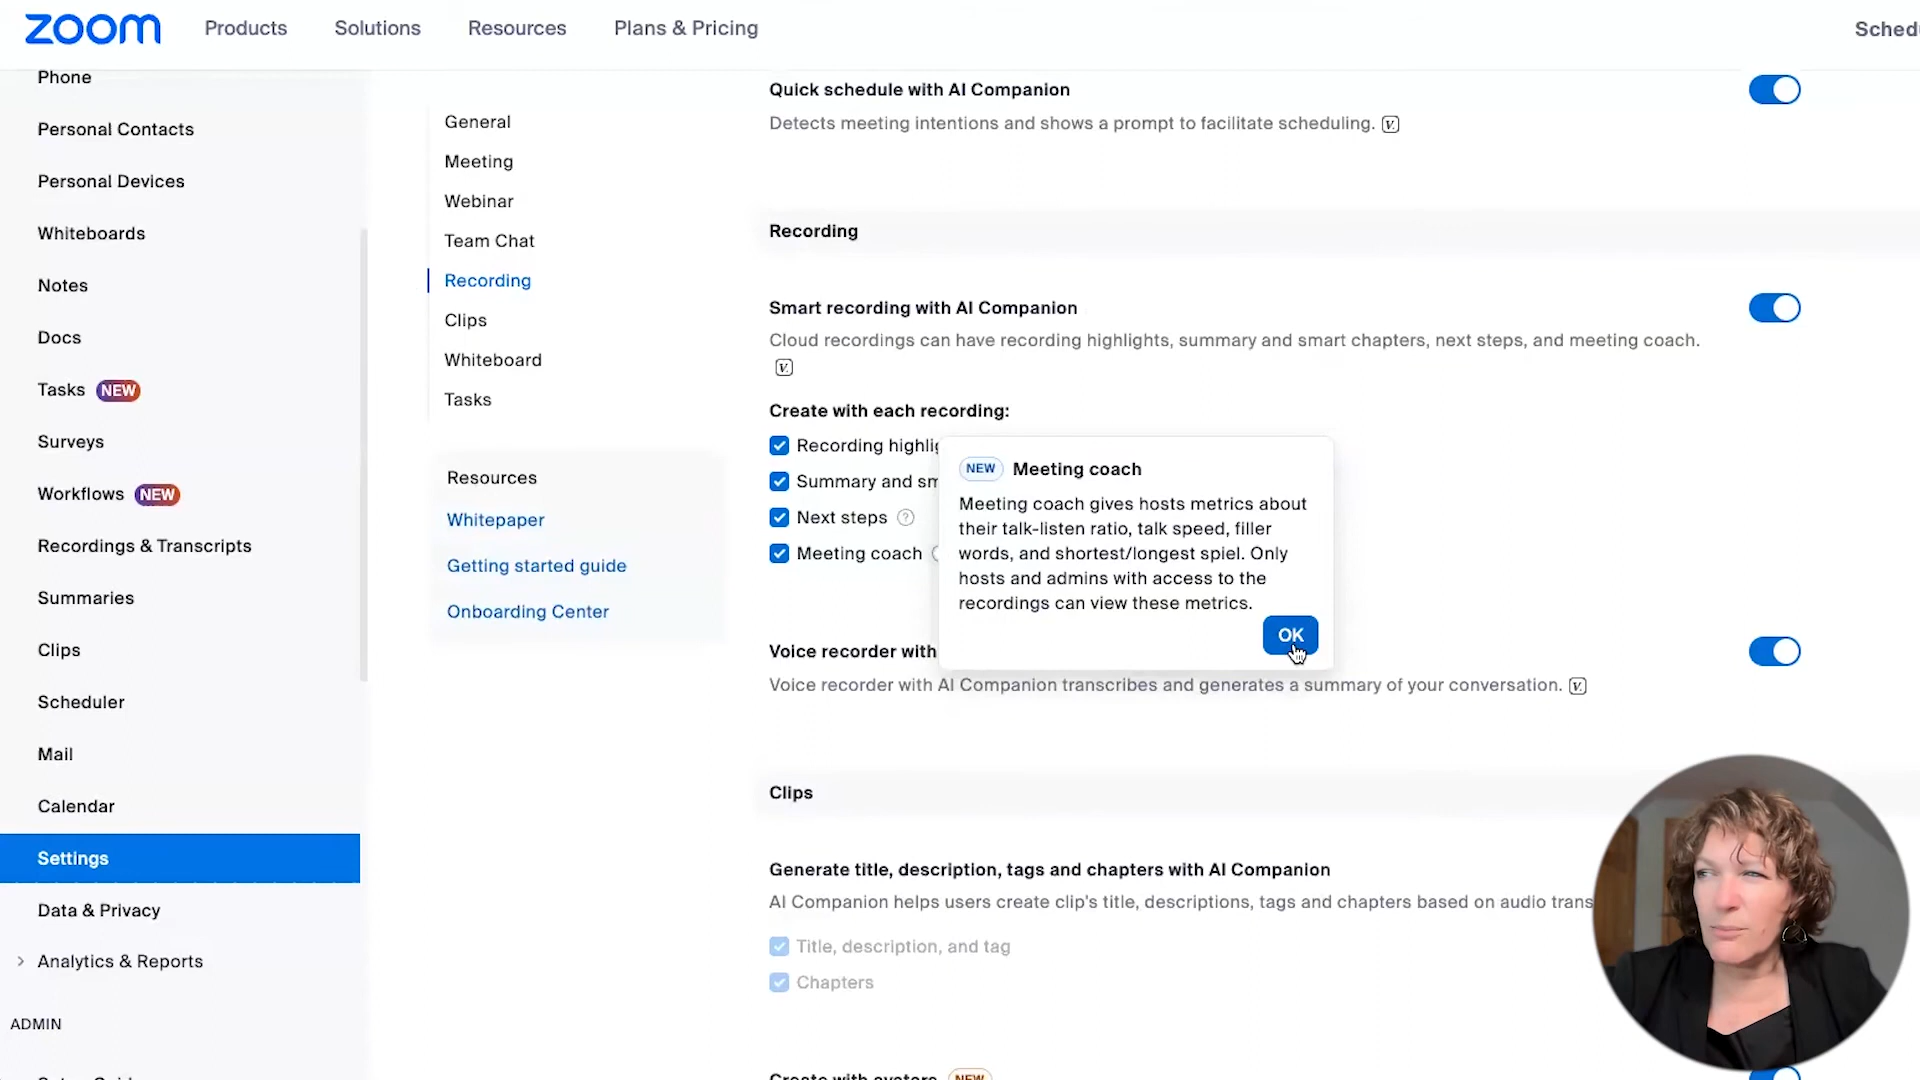 zoom
Products
Solutions
Resources
Plans & Pricing
Phone
Personal Contacts
Personal Devices
Whiteboards
Notes
Docs
Tasks NEW
Surveys
Workflows NEW
Recordings & Transcripts
Summaries
Clips
Scheduler
Mail
Calendar
Settings
Data & Privacy
Analytics & Reports
ADMIN
General
Meeting
Webinar
Team Chat
Recording
Clips
Whiteboard
Tasks
Resources
Whitepaper
Getting started guide
Onboarding Center
Quick schedule with AI Companion
Detects meeting intentions and shows a prompt to facilitate scheduling. V.
Recording
Smart recording with AI Companion
Cloud recordings can have recording highlights, summary and smart chapters, next steps, and meeting coach.
V.
Create with each recording:
Recording
Summary and
Next steps ?
Meeting coach
NEW Meeting coach
Meeting coach gives hosts metrics about
their talk-listen ratio, talk speed, filler
words, and shortest/longest spiel. Only
hosts and admins with access to the
recordings can view these metrics.
OK
Voice recorder with
Voice recorder with AI Companion transcribes and generates a summary of your conversation. V.
Clips
Generate title, description, tags and chapters with AI Companion
AI Companion helps users create clip's title, descriptions, tags and chapters based on audio
Title, description, and tag
Chapters
Create with avatars NEW